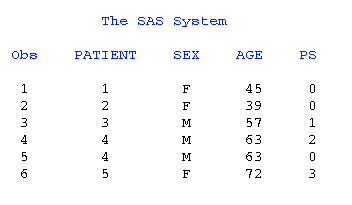 The SAS System
Obs PATIENT SEX AGE PS
1 1 F 45 0
2 2 F 39 0
3 3 M 57 1
4 4 M 63 2
5 4 M 63 0
6 5 F 72 3